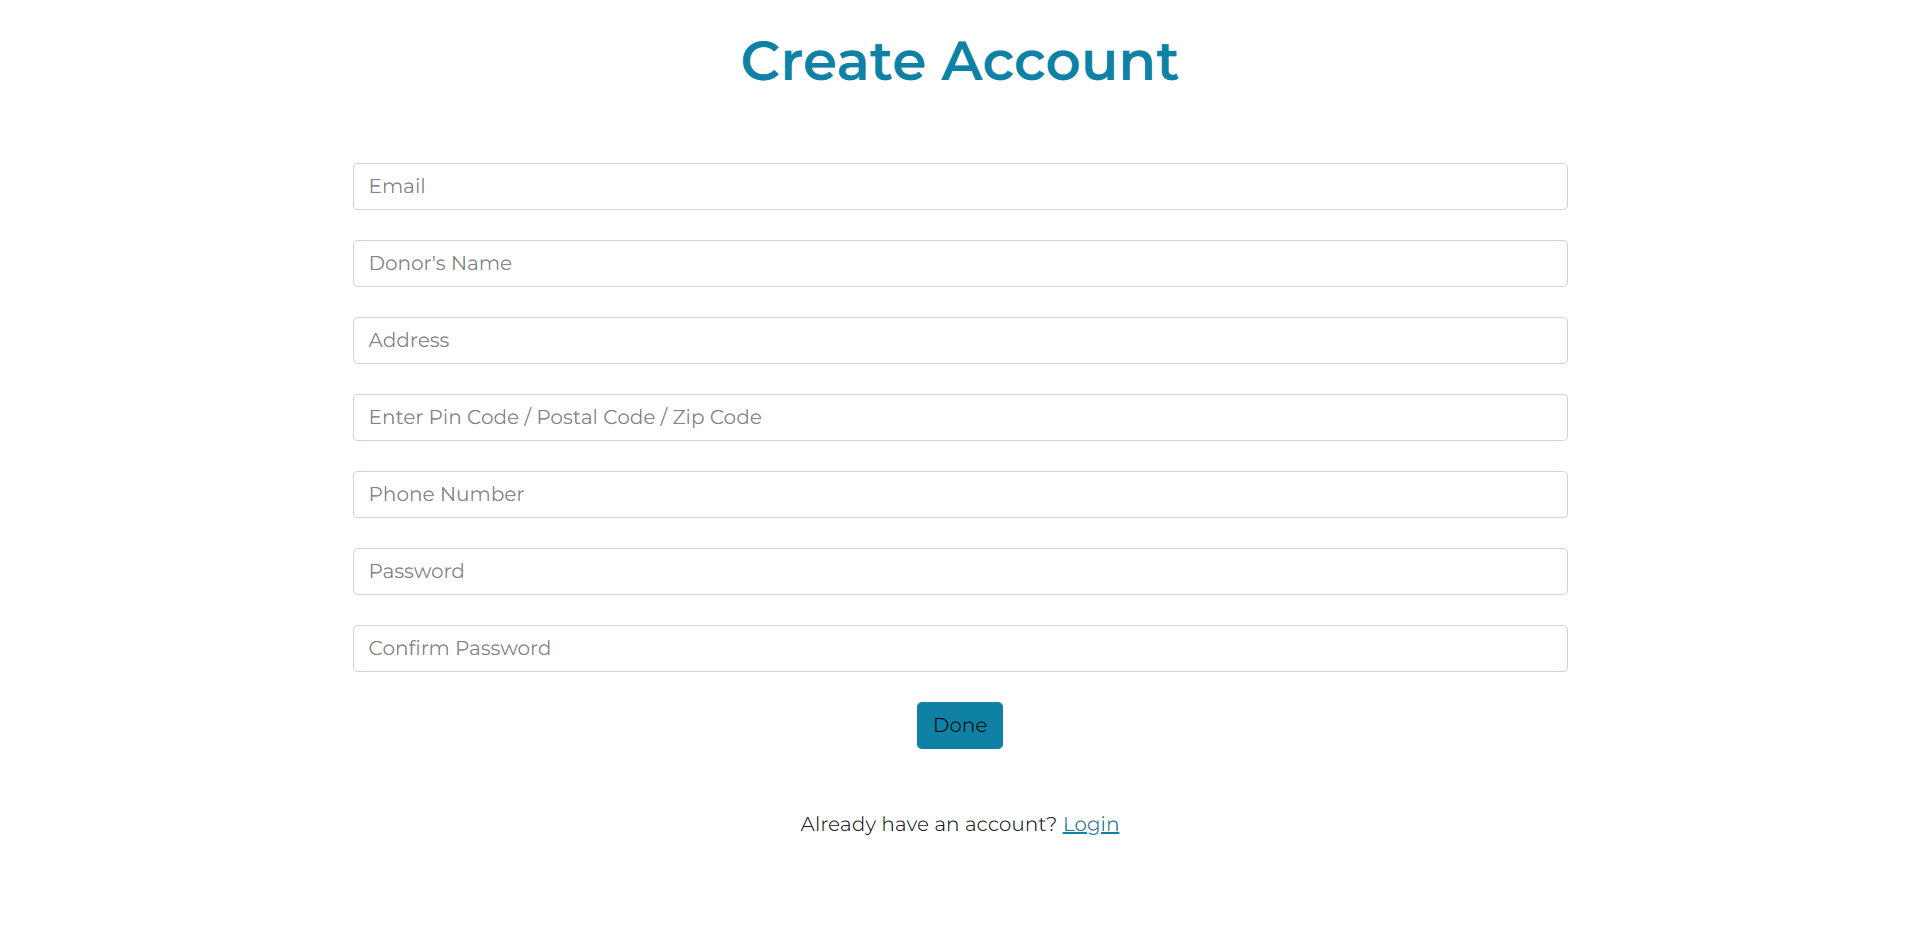 Create Account
Email
Donor's Name
Address
Enter Pin Code / Postal Code / Zip Code
Phone Number
Password
Confirm Password
Done
Already have an account? Login